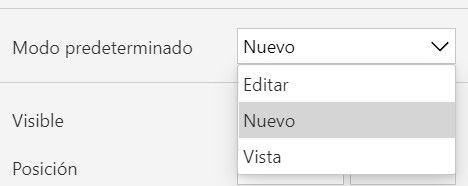 Modo predeterminado Nuevo
Editar
Visible Nuevo
Vista
Posición